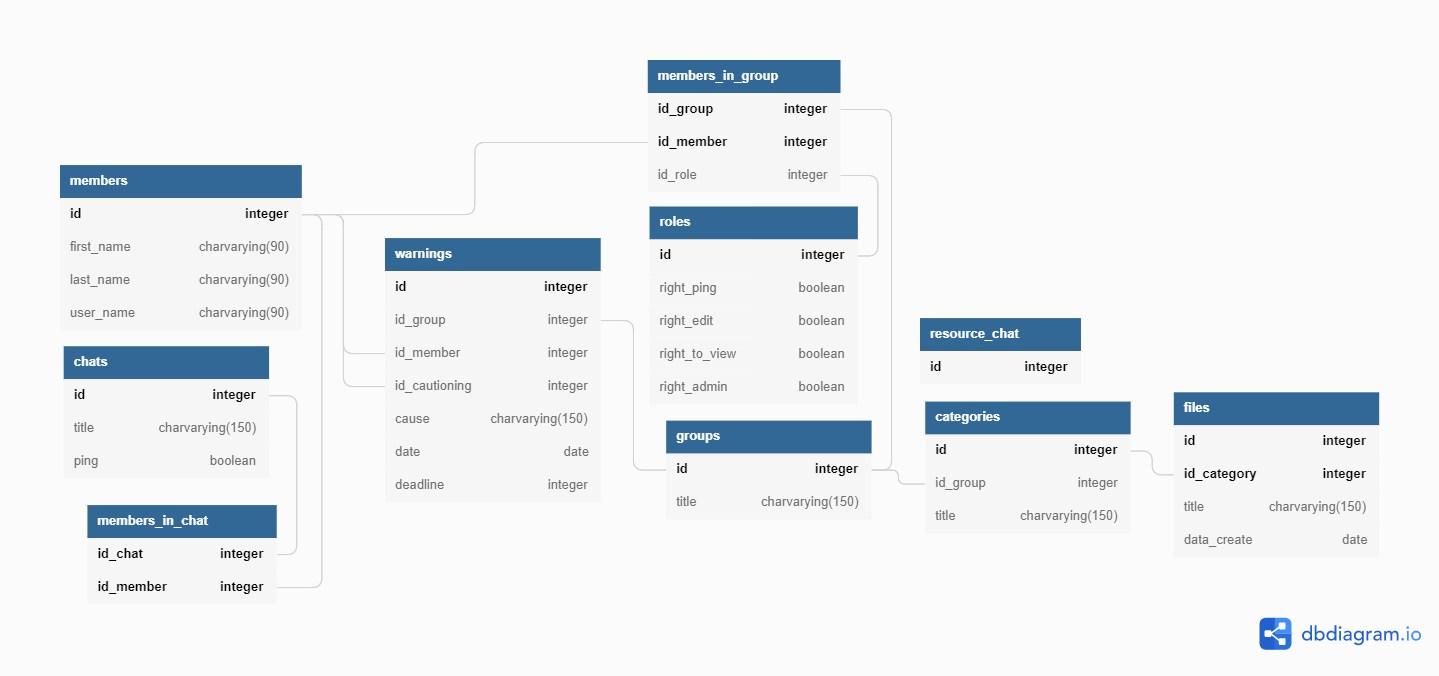 members_in_group
id_group integer
id_member integer
id_role integer
members
id integer
first_name charvarying(90)
last_name charvarying(90)
user_name charvarying(90)
roles
id integer
right_ping boolean
right_edit boolean
right_to_view boolean
right_admin boolean
warnings
id integer
id_group integer
id_member integer
id_cautioning integer
cause charvarying(150)
date date
deadline integer
resource_chat
id integer
chats
id integer
title charvarying(150)
ping boolean
files
id integer
id_category integer
title charvarying(150)
data_create date
categories
id integer
id_group integer
title charvarying(150)
groups
id integer
title charvarying(150)
members_in_chat
id_chat integer
id_member integer
dbdiagram.io